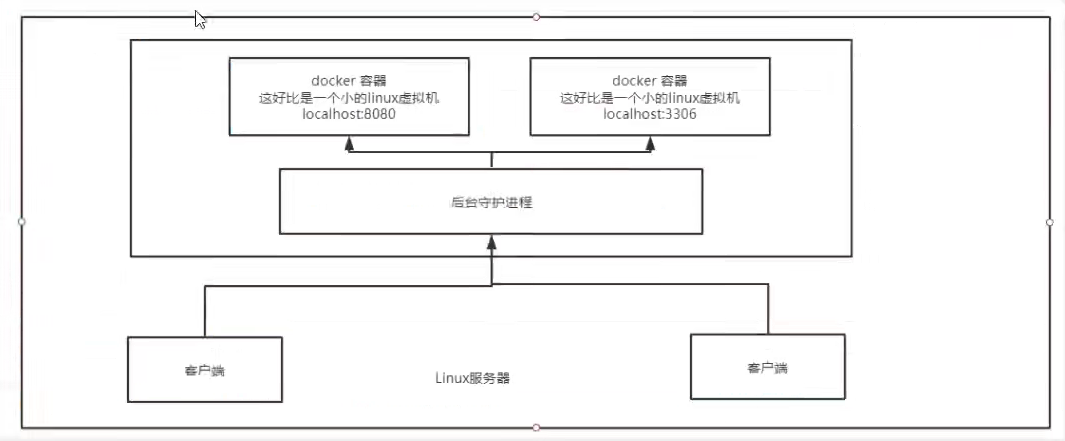 docker 容器
这好比是一个小的linux虚拟机
localhost:8080
docker 容器
这好比是一个小的linux虚拟机
localhost:3306
后台守护进程
客户端
Linux服务器
客户端